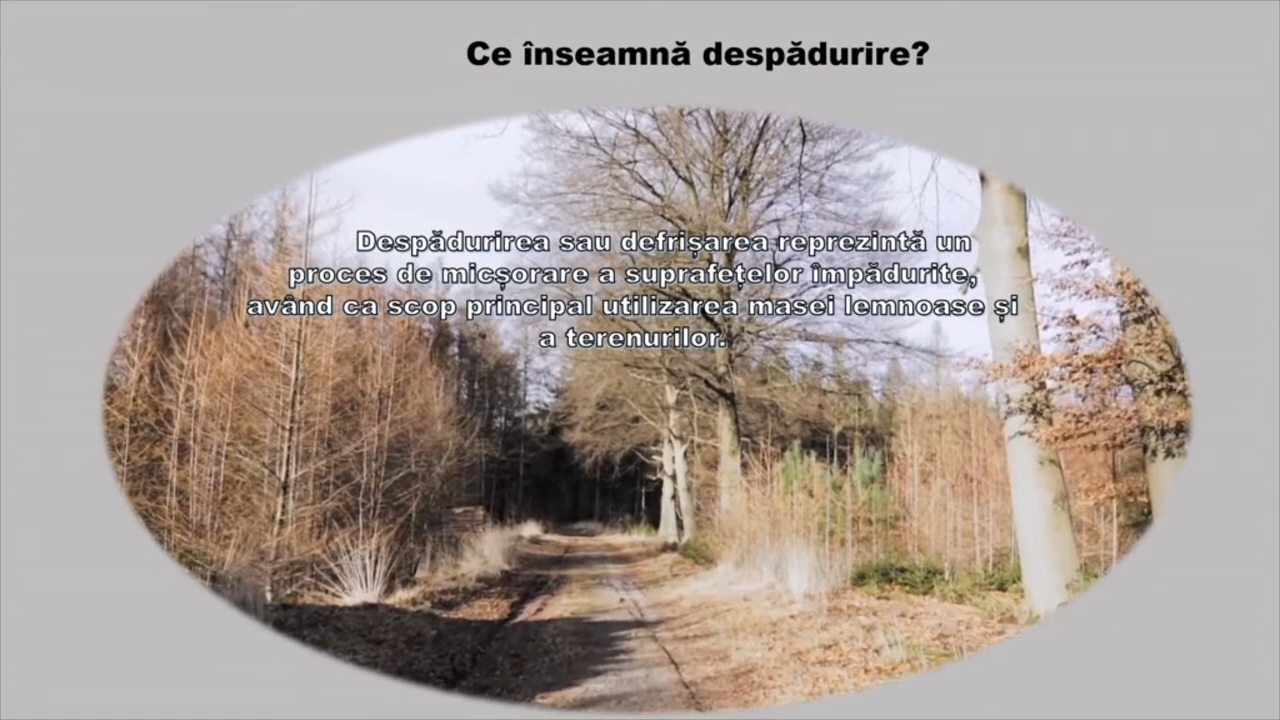 Ce înseamnă despădurire?
Despădurirea sau defrișarea reprezintă un
proces de micșorare a suprafețelor împădurite,
având ca scop principal utilizarea masei lemnoase și
a terenurilor.